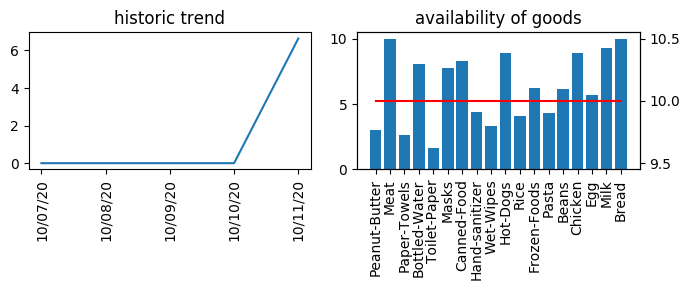 historic trend
6
4
2
0
10/07/20
10/08/20
10/09/20
10/10/20
10/11/20
availability of goods
10
5
0
10.5
10.0
9.5
Peanut-Butter
Meat
Paper-Towels
Bottled-Water
Toilet-Paper
Masks
Canned-Food
Hand-sanitizer
Wet-Wipes
Hot-Dogs
Rice
Frozen-Foods
Pasta
Beans
Chicken
Egg
Milk
Bread